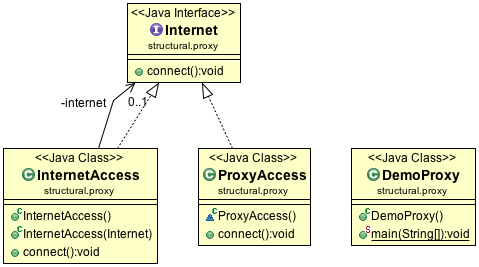 <<Java Interface>>
Internet
structural.proxy
connect():void
-internet
0..1
<<Java Class>>
InternetAccess
structural.proxy
InternetAccess()
InternetAccess(Internet)
connect():void
<<Java Class>>
ProxyAccess
structural.proxy
ProxyAccess()
connect():void
<<Java Class>>
DemoProxy
structural.proxy
DemoProxy()
main(String[]):void